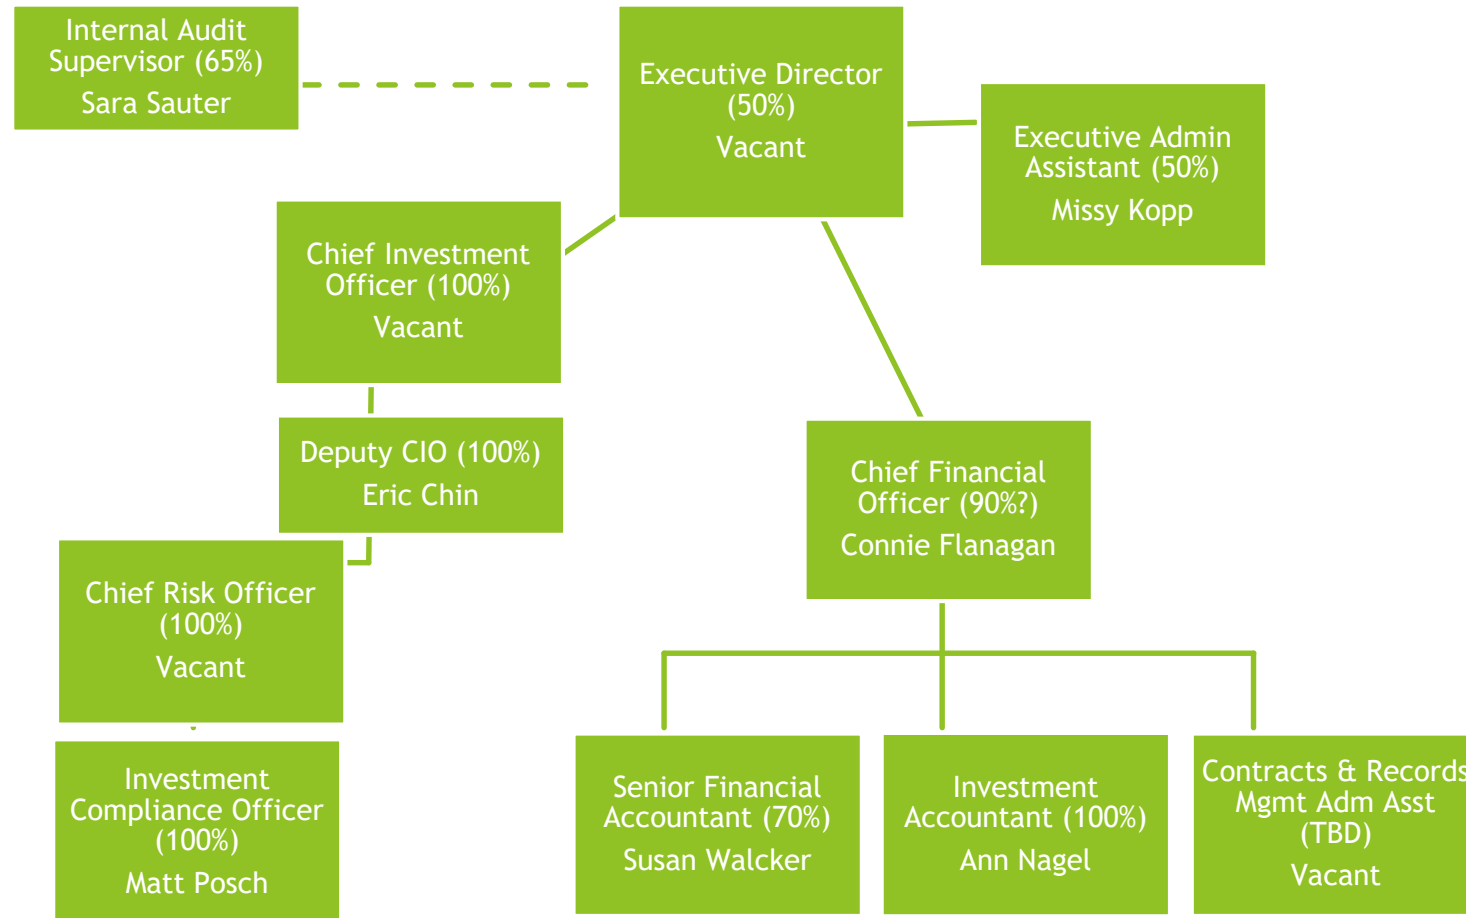 Internal Audit
Supervisor (65%)
Sara Sauter
Executive Director
(50%)
Vacant
Executive Admin
Assistant (50%)
Missy Kopp
Chief Investment
Officer (100%)
Vacant
Deputy CIO (100%)
Eric Chin
Chief Financial
Officer (90%?)
Connie Flanagan
Chief Risk Officer
(100%)
Vacant
Investment
Compliance Officer
(100%)
Matt Posch
Senior Financial
Accountant (70%)
Susan Walcker
Investment
Accountant (100%)
Ann Nagel
Contracts & Records
Mgmt Adm Asst
(TBD)
Vacant